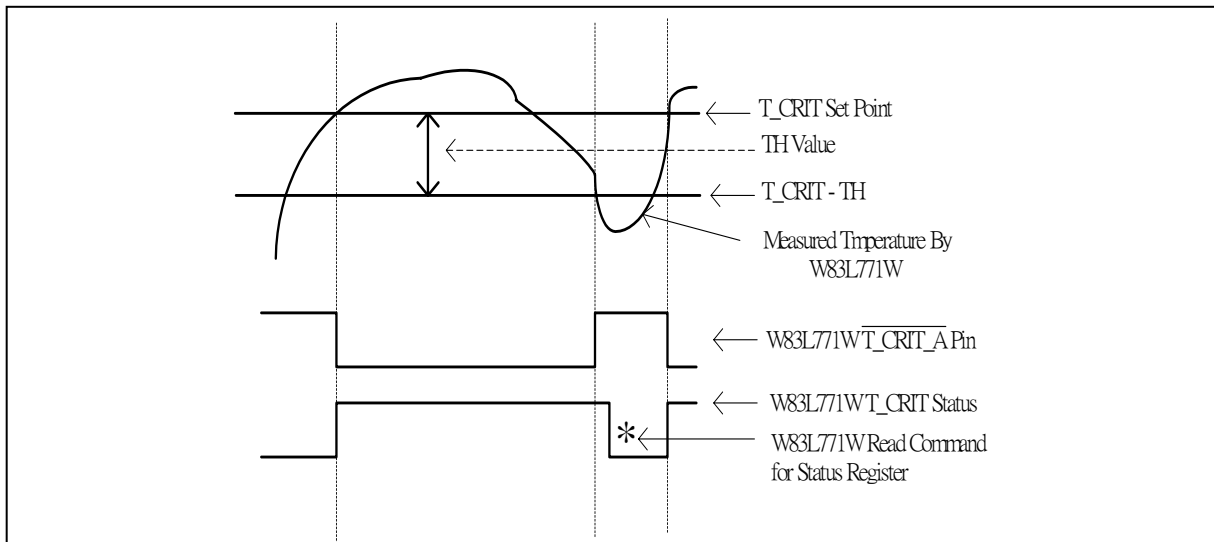 T_CRIT Set Point
TH Value
T_CRIT - TH
Measured Tmperature By
W83L771W
W83L771W T_CRIT_A Pin
W83L771W T_CRIT Status
*
W83L771W Read Command
for Status Register